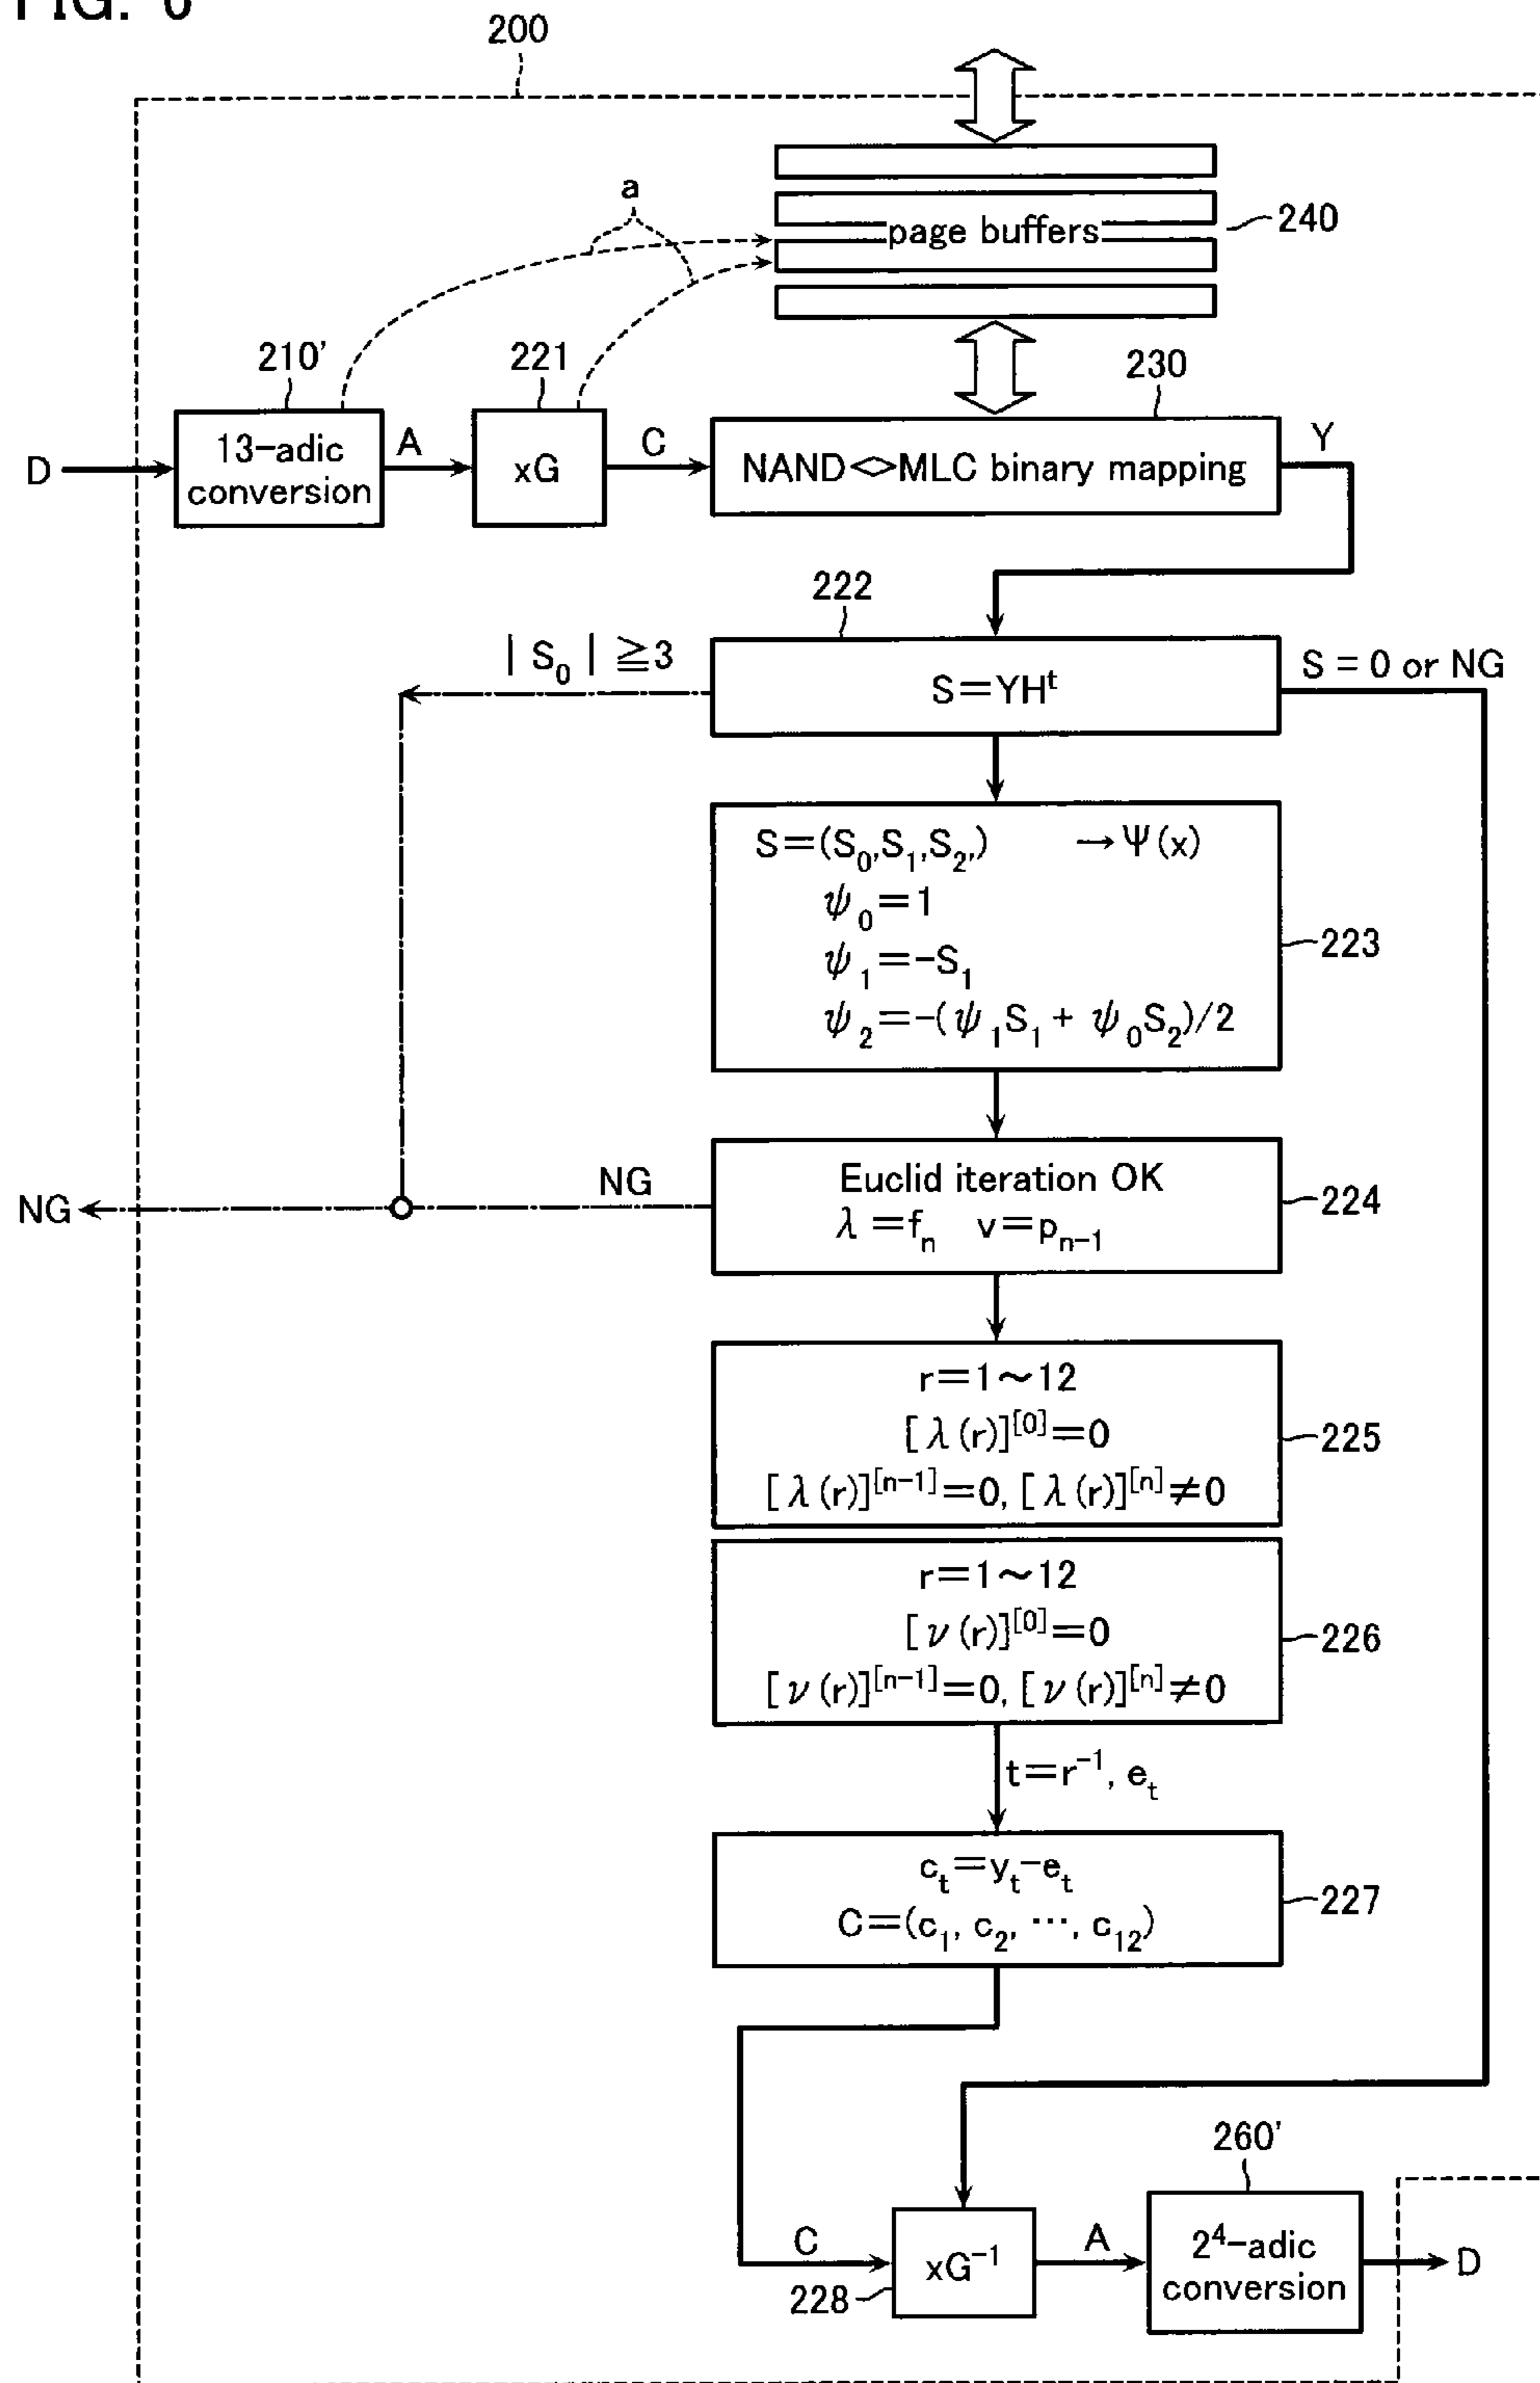 FIG. 6
200
a
page buffers
240
210'
221
230
D
13-adic
conversion
A
xG
C
NAND<>MLC binary mapping
Y
222
| S₀ | ≧3
S=YHᵗ
S = 0 or NG
S=(S₀,S₁,S₂,) →Ψ(x)
ψ₀=1
ψ₁=-S₁
ψ₂=-(ψ₁S₁ + ψ₀S₂)/2
223
NG
NG
Euclid iteration OK
λ=fₙ v=pₙ₋₁
224
r=1~12
[λ(r)]^[0]=0
[λ(r)]^[n-1]=0, [λ(r)]^[n]≠0
225
r=1~12
[ν(r)]^[0]=0
[ν(r)]^[n-1]=0, [ν(r)]^[n]≠0
226
t=r⁻¹, eₜ
cₜ=yₜ-eₜ
C=(c₁, c₂, ⋯, c₁₂)
227
260'
C
xG⁻¹
228
A
2⁴-adic
conversion
D